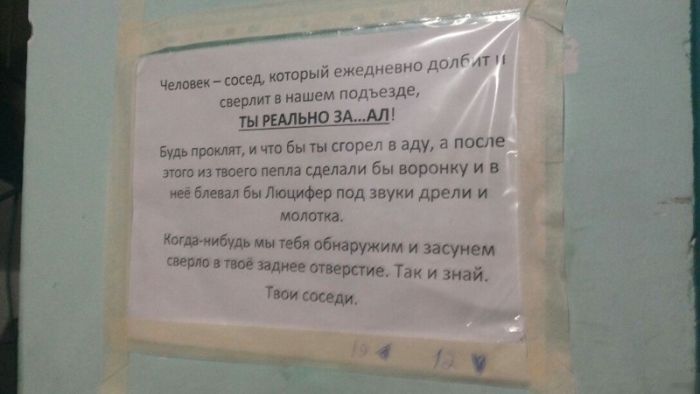 Человек – сосед, который ежедневно долбит и
сверлит в нашем подъезде,
ТЫ РЕАЛЬНО ЗА...АЛ!
Будь проклят, и что бы ты сгорел в аду, а после
этого из твоего пепла сделали бы воронку и в
неё блевал бы Люцифер под звуки дрели и
молотка.
Когда-нибудь мы тебя обнаружим и засунем
сверло в твоё заднее отверстие. Так и знай.
Твои соседи.
12